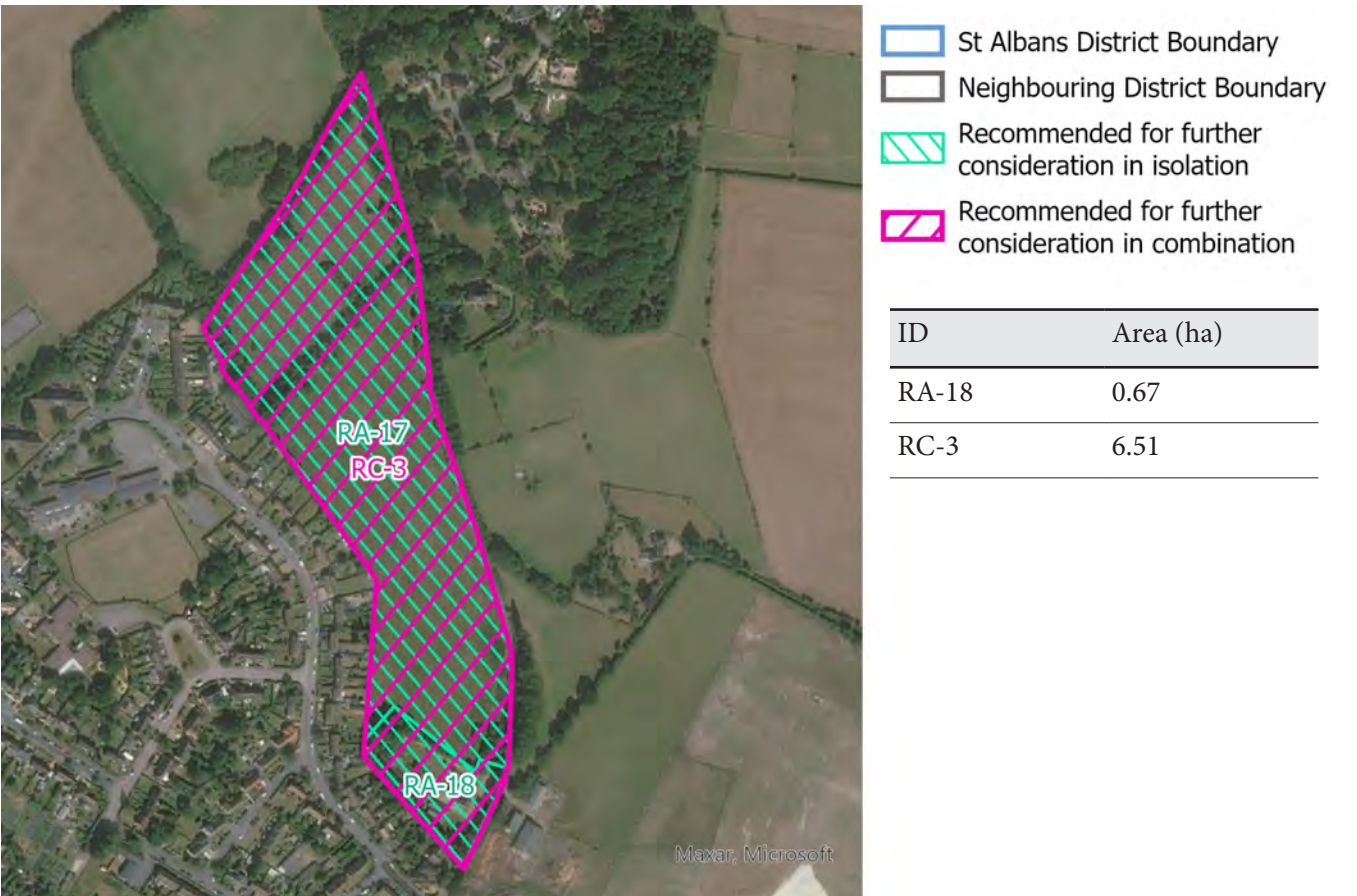 RA-17
RC-3
RA-18
Maxar, Microsoft
St Albans District Boundary
Neighbouring District Boundary
Recommended for further
consideration in isolation
Recommended for further
consideration in combination
ID Area (ha)
RA-18 0.67
RC-3 6.51